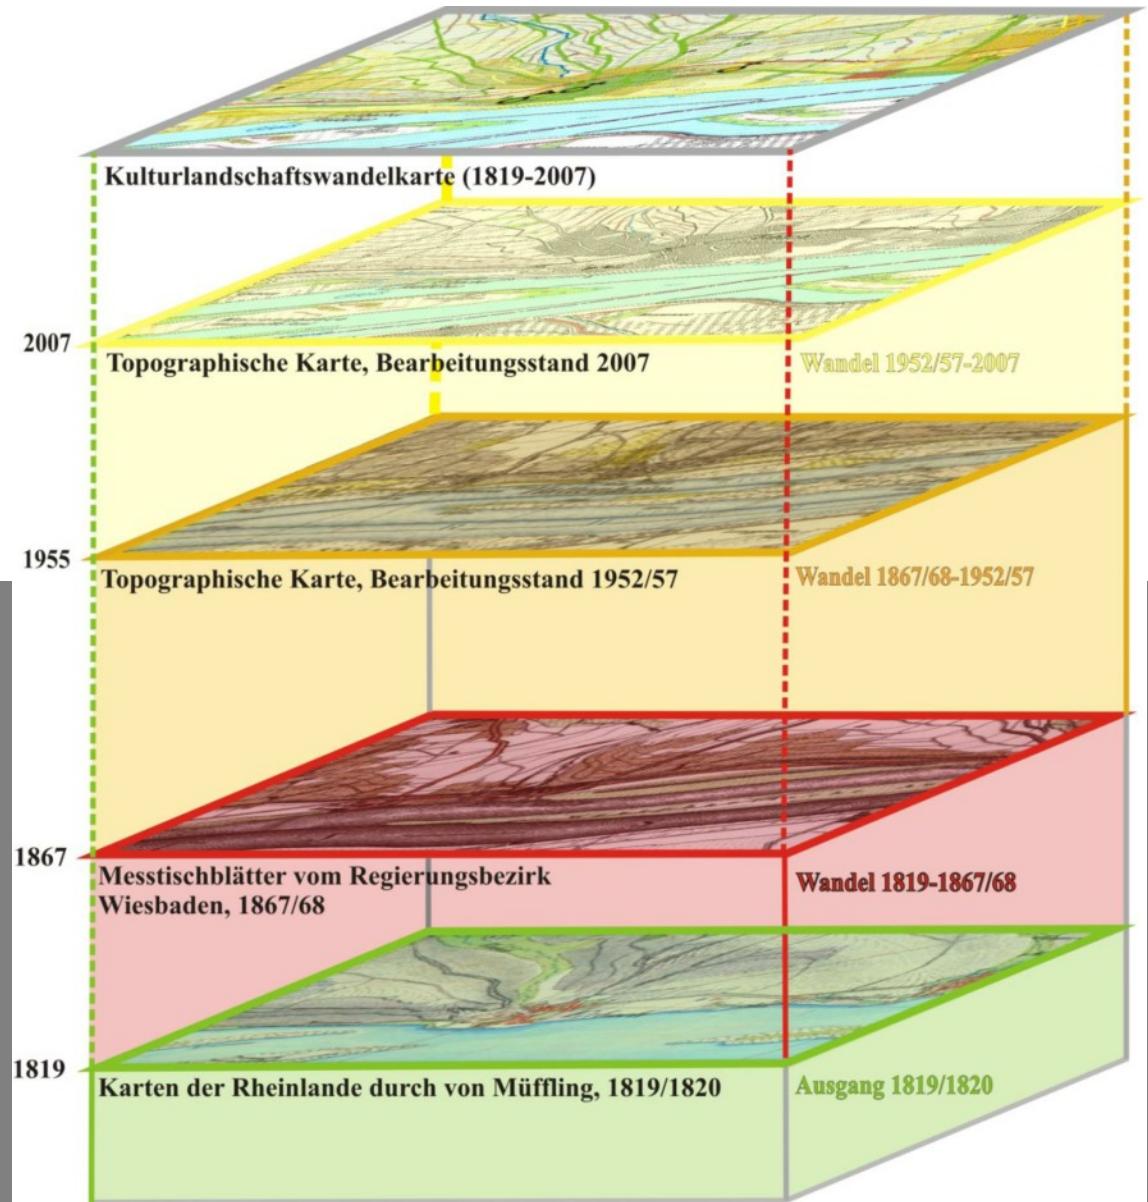 Kulturlandschaftswandelkarte (1819-2007)
2007
Topographische Karte, Bearbeitungsstand 2007
Wandel 1952/57-2007
1955
Topographische Karte, Bearbeitungsstand 1952/57
Wandel 1867/68-1952/57
1867
Messtischblätter vom Regierungsbezirk
Wiesbaden, 1867/68
Wandel 1819-1867/68
1819
Karten der Rheinlande durch von Müffling, 1819/1820
Ausgang 1819/1820